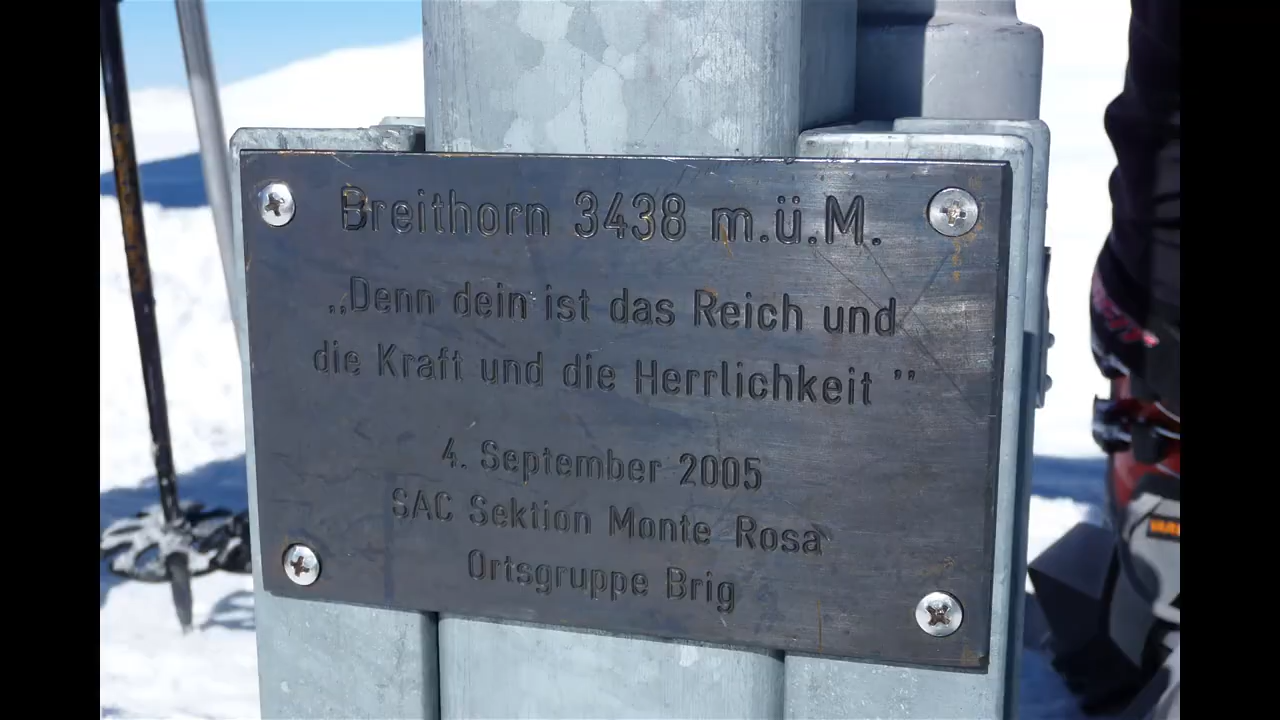 Breithorn 3438 m.ü.M.
„Denn dein ist das Reich und
die Kraft und die Herrlichkeit ”
4. September 2005
SAC Sektion Monte Rosa
Ortsgruppe Brig